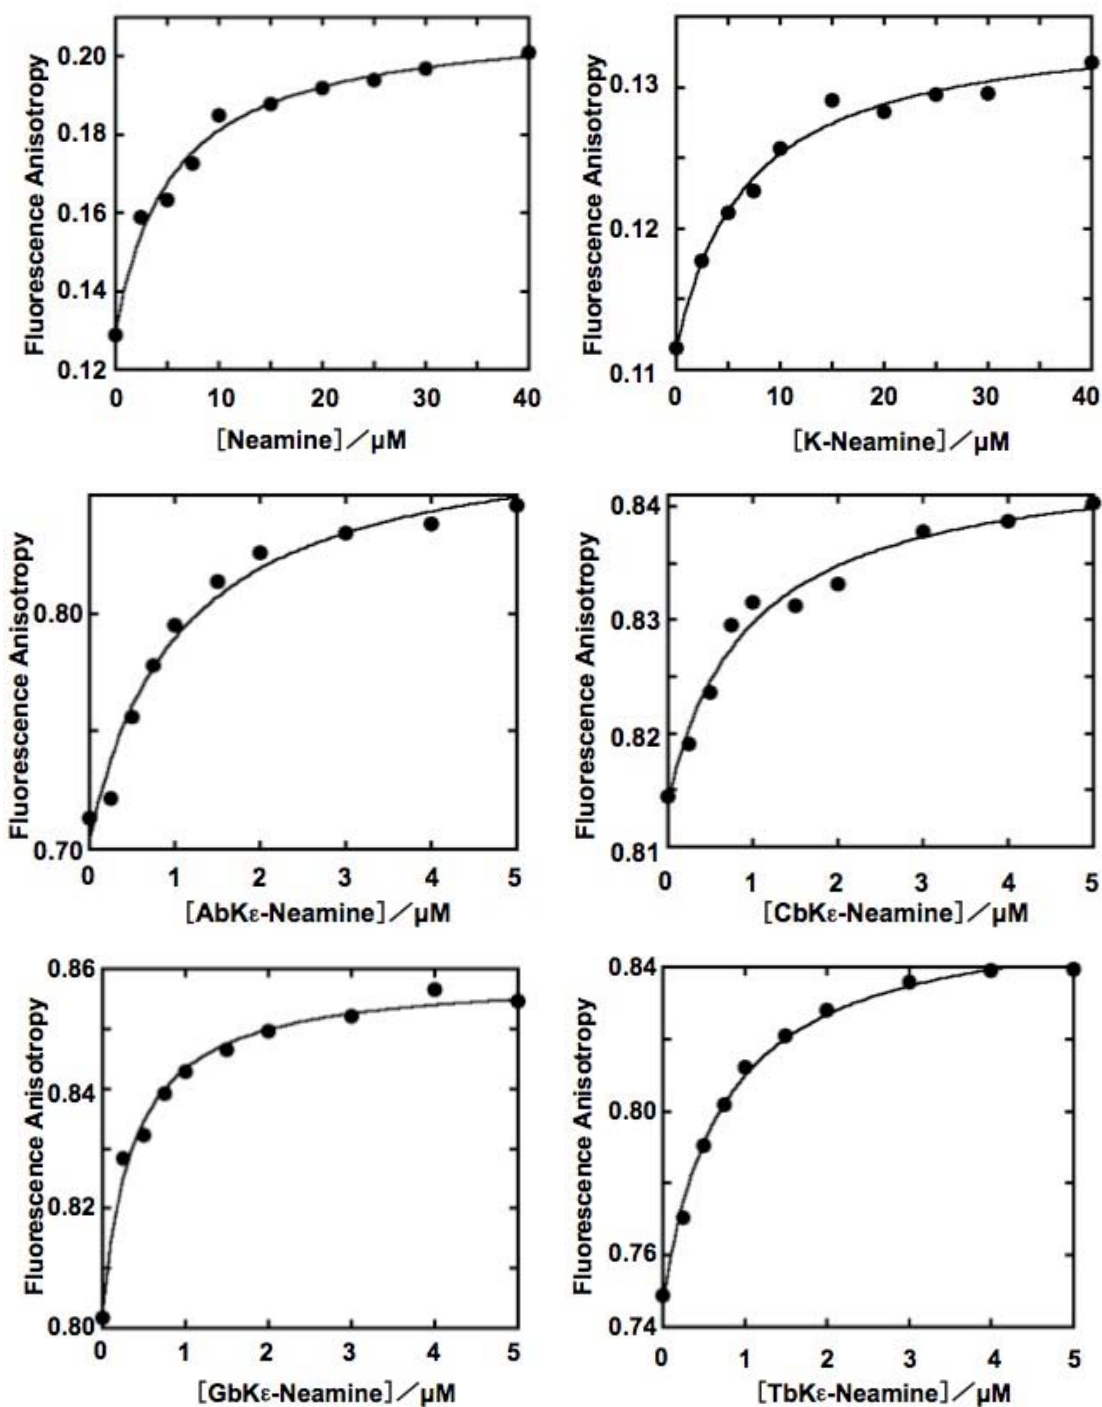 Fluorescence Anisotropy
0.20
0.18
0.16
0.14
0.12
0 10 20 30 40
[Neamine]/μM
Fluorescence Anisotropy
0.13
0.12
0.11
0 10 20 30 40
[K-Neamine]/μM
Fluorescence Anisotropy
0.80
0.70
0 1 2 3 4 5
[AbKε-Neamine]/μM
Fluorescence Anisotropy
0.84
0.83
0.82
0.81
0 1 2 3 4 5
[CbKε-Neamine]/μM
Fluorescence Anisotropy
0.86
0.84
0.82
0.80
0 1 2 3 4 5
[GbKε-Neamine]/μM
Fluorescence Anisotropy
0.84
0.80
0.76
0.74
0 1 2 3 4 5
[TbKε-Neamine]/μM